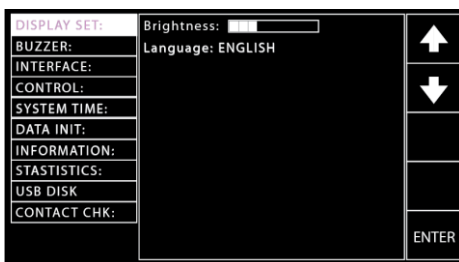 DISPLAY SET:
BUZZER:
INTERFACE:
CONTROL:
SYSTEM TIME:
DATA INIT:
INFORMATION:
STASTISTICS:
USB DISK
CONTACT CHK:
Brightness:
Language: ENGLISH
ENTER